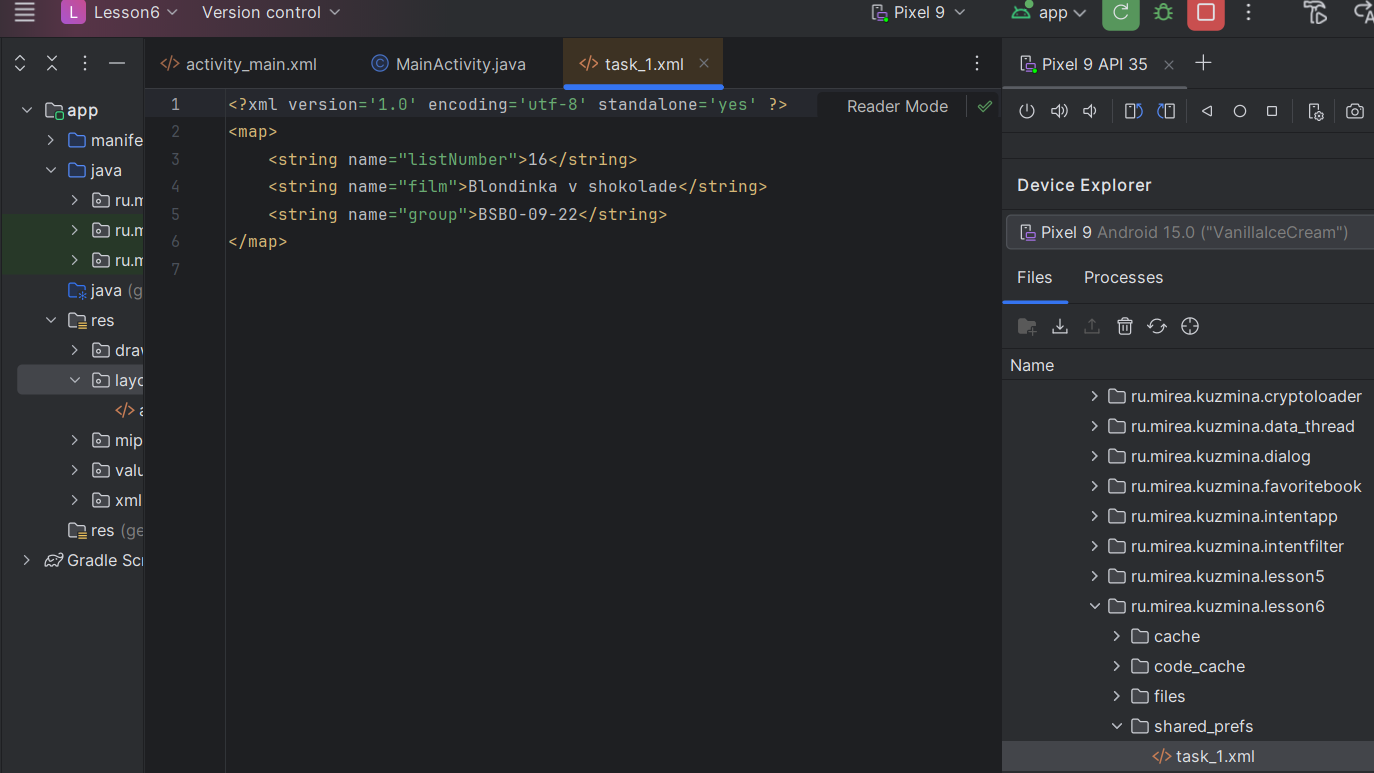 L Lesson6 Version control Pixel 9 app
activity_main.xml MainActivity.java task_1.xml
Pixel 9 API 35
app
manife
java
ru.m
ru.m
ru.m
java (g
res
drav
layo
a
mip
valu
xml
res (ge
Gradle Scr
Reader Mode
1 <?xml version='1.0' encoding='utf-8' standalone='yes' ?>
2 <map>
3 <string name="listNumber">16</string>
4 <string name="film">Blondinka v shokolade</string>
5 <string name="group">BSBO-09-22</string>
6 </map>
7
Device Explorer
Pixel 9 Android 15.0 ("VanillaIceCream")
Files Processes
Name
ru.mirea.kuzmina.cryptoloader
ru.mirea.kuzmina.data_thread
ru.mirea.kuzmina.dialog
ru.mirea.kuzmina.favoritebook
ru.mirea.kuzmina.intentapp
ru.mirea.kuzmina.intentfilter
ru.mirea.kuzmina.lesson5
ru.mirea.kuzmina.lesson6
cache
code_cache
files
shared_prefs
task_1.xml